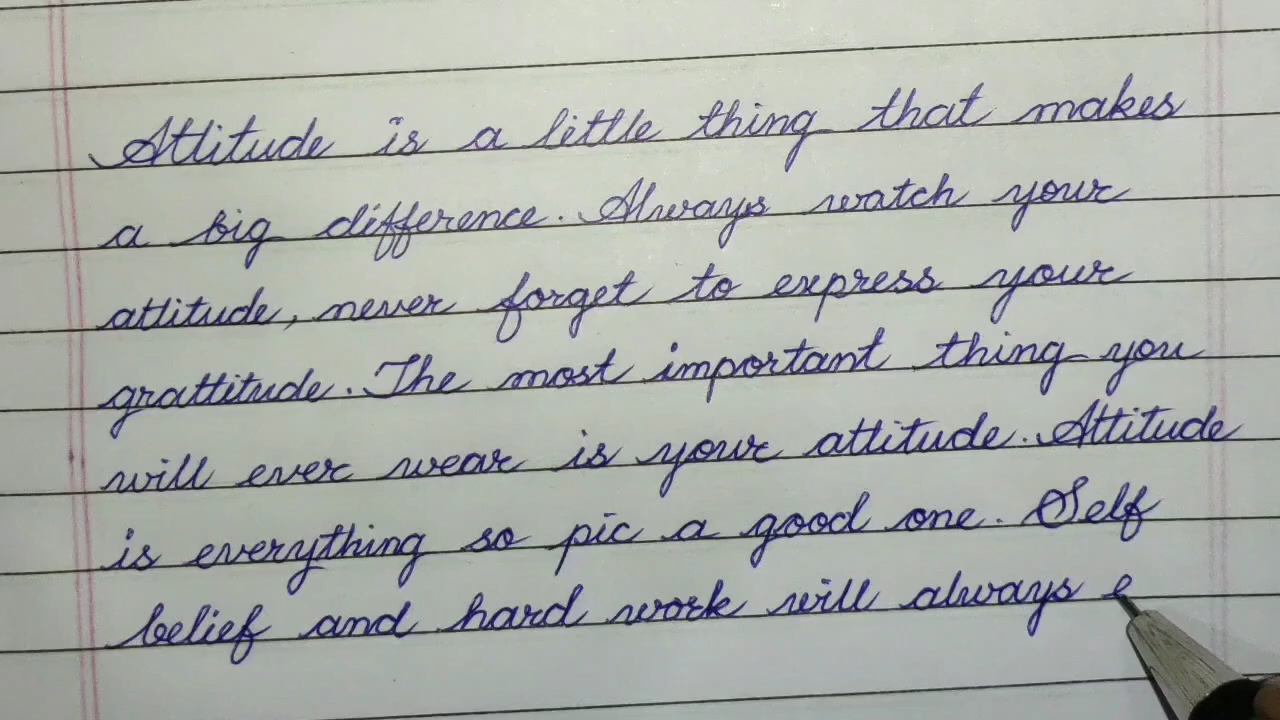 Attitude is a little thing that makes
a big difference. Always watch your
attitude, never forget to express your
grattitude. The most important thing you
will ever wear is your attitude. Attitude
is everything so pic a good one. Self
belief and hard work will always e